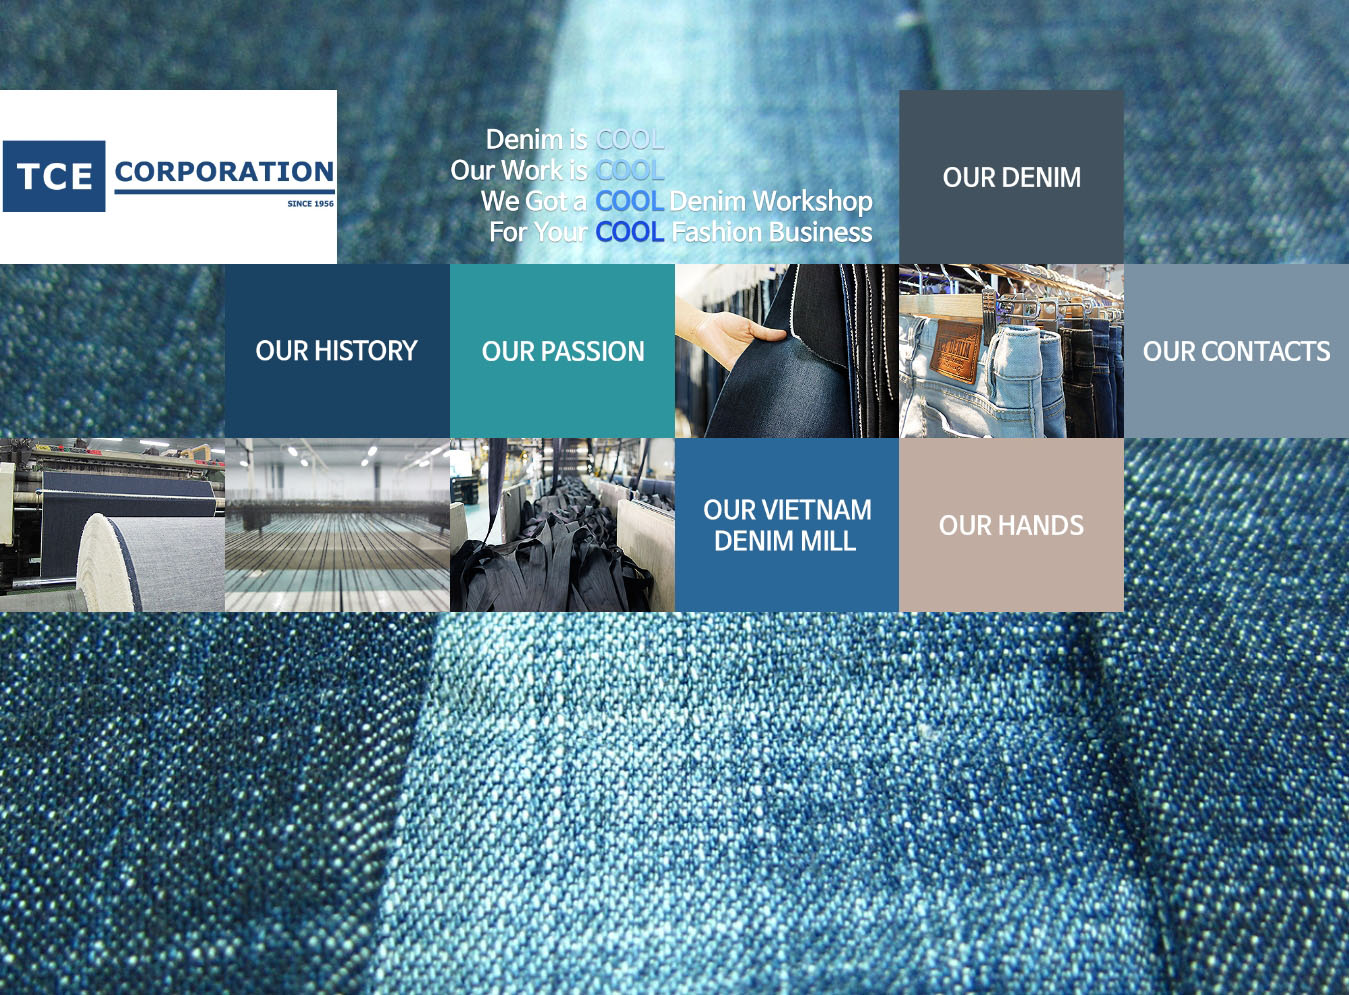 TCE CORPORATION
SINCE 1956
Denim is COOL
Our Work is COOL
We Got a COOL Denim Workshop
For Your COOL Fashion Business
OUR DENIM
OUR HISTORY
OUR PASSION
OUR CONTACTS
OUR VIETNAM
DENIM MILL
OUR HANDS